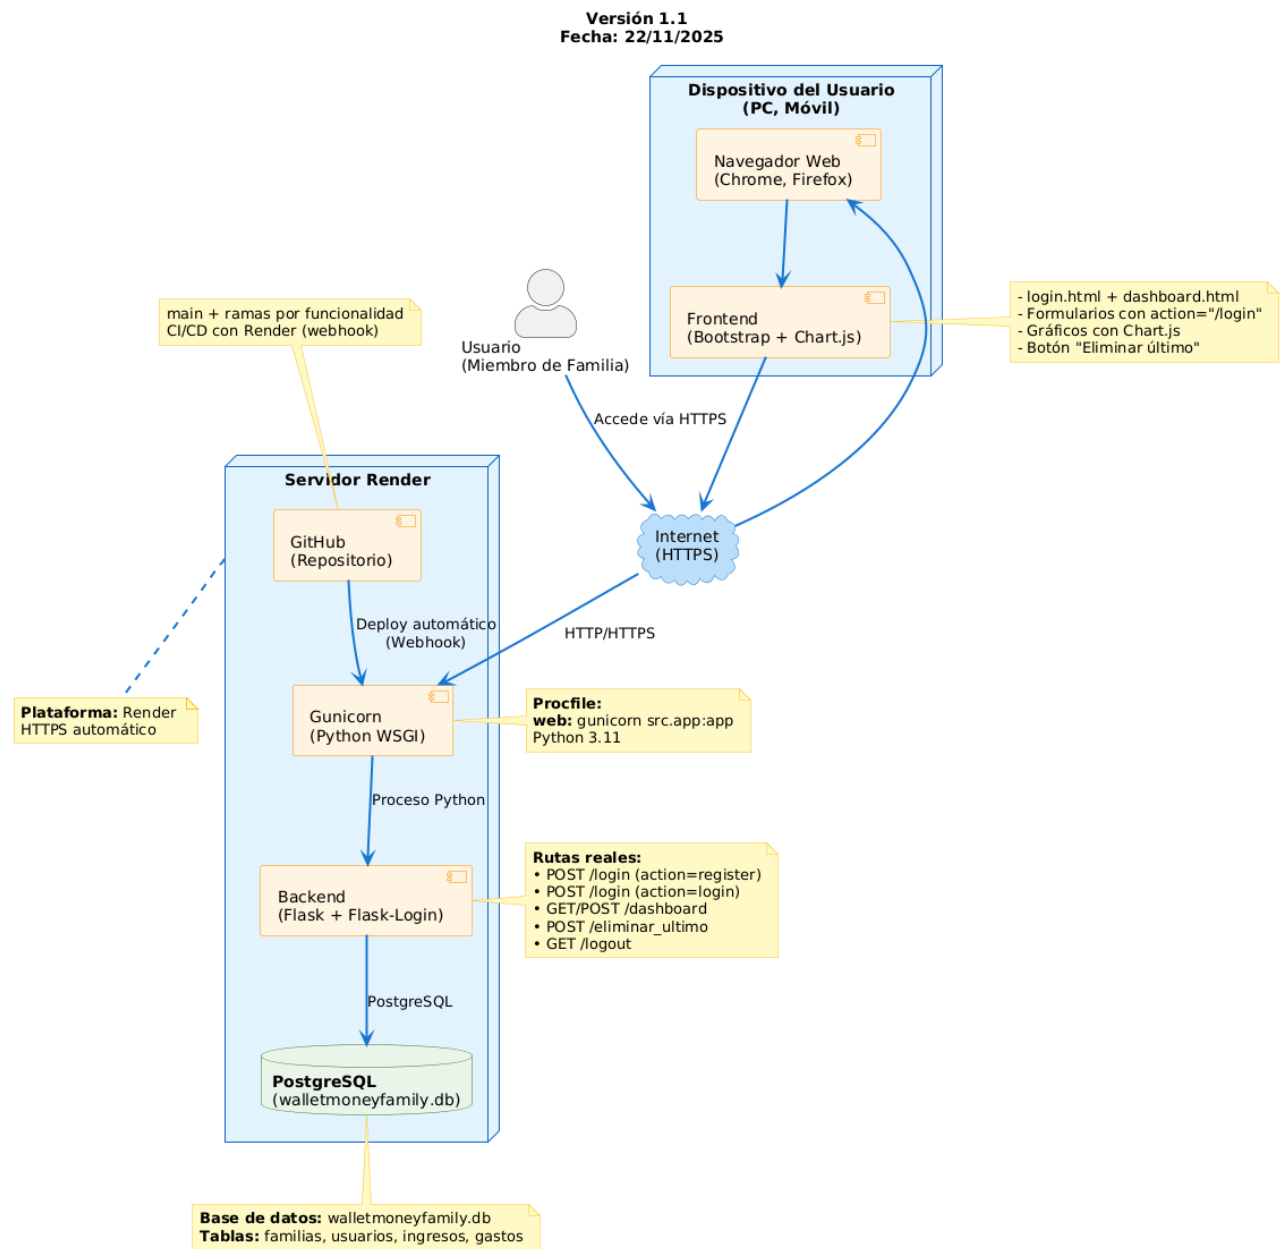 Versión 1.1
Fecha: 22/11/2025
Dispositivo del Usuario
(PC, Móvil)
Navegador Web
(Chrome, Firefox)
Frontend
(Bootstrap + Chart.js)
- login.html + dashboard.html
- Formularios con action="/login"
- Gráficos con Chart.js
- Botón "Eliminar último"
Usuario
(Miembro de Familia)
main + ramas por funcionalidad
CI/CD con Render (webhook)
Accede vía HTTPS
Servidor Render
GitHub
(Repositorio)
Internet
(HTTPS)
Deploy automático
(Webhook)
HTTP/HTTPS
Plataforma: Render
HTTPS automático
Gunicorn
(Python WSGI)
Procfile:
web: gunicorn src.app:app
Python 3.11
Proceso Python
Backend
(Flask + Flask-Login)
Rutas reales:
• POST /login (action=register)
• POST /login (action=login)
• GET/POST /dashboard
• POST /eliminar_ultimo
• GET /logout
PostgreSQL
PostgreSQL
(walletmoneyfamily.db)
Base de datos: walletmoneyfamily.db
Tablas: familias, usuarios, ingresos, gastos